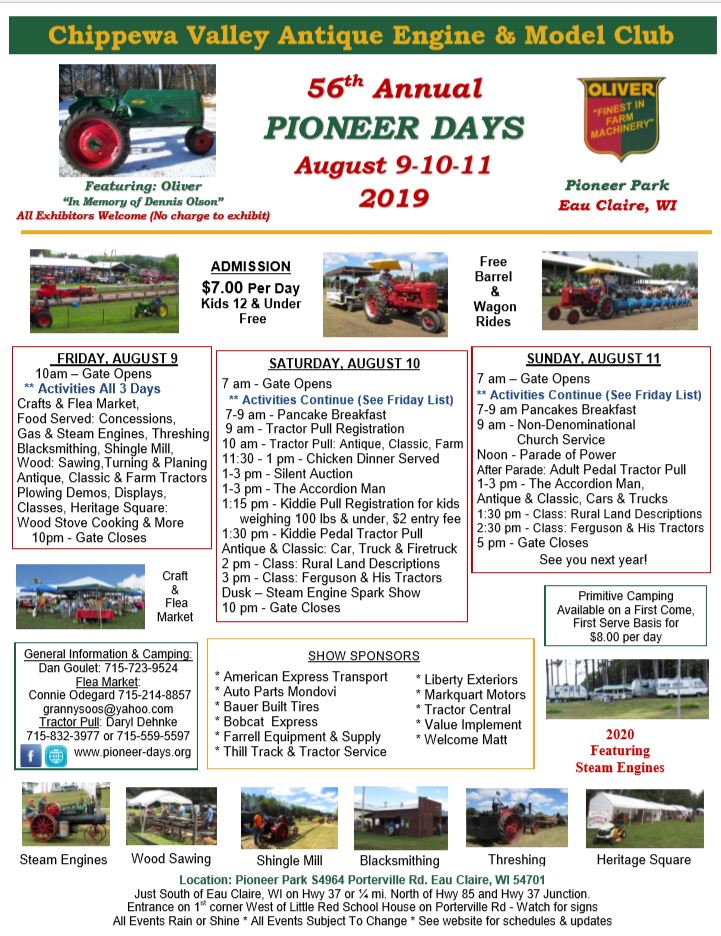 Chippewa Valley Antique Engine & Model Club
56th Annual
PIONEER DAYS
August 9-10-11
2019
Featuring: Oliver
"In Memory of Dennis Olson"
All Exhibitors Welcome (No charge to exhibit)
OLIVER
"FINEST IN
FARM
MACHINERY"
Pioneer Park
Eau Claire, WI
ADMISSION
$7.00 Per Day
Kids 12 & Under
Free
Free
Barrel
&
Wagon
Rides
FRIDAY, AUGUST 9
10am – Gate Opens
** Activities All 3 Days
Crafts & Flea Market,
Food Served: Concessions,
Gas & Steam Engines, Threshing
Blacksmithing, Shingle Mill,
Wood: Sawing,Turning & Planing
Antique, Classic & Farm Tractors
Plowing Demos, Displays,
Classes, Heritage Square:
Wood Stove Cooking & More
10pm - Gate Closes
SATURDAY, AUGUST 10
7 am - Gate Opens
** Activities Continue (See Friday List)
7-9 am - Pancake Breakfast
9 am - Tractor Pull Registration
10 am - Tractor Pull: Antique, Classic, Farm
11:30 - 1 pm - Chicken Dinner Served
1-3 pm - Silent Auction
1-3 pm - The Accordion Man
1:15 pm - Kiddie Pull Registration for kids
weighing 100 lbs & under, $2 entry fee
1:30 pm - Kiddie Pedal Tractor Pull
Antique & Classic: Car, Truck & Firetruck
2 pm - Class: Rural Land Descriptions
3 pm - Class: Ferguson & His Tractors
Dusk – Steam Engine Spark Show
10 pm - Gate Closes
SUNDAY, AUGUST 11
7 am – Gate Opens
** Activities Continue (See Friday List)
7-9 am Pancakes Breakfast
9 am - Non-Denominational
Church Service
Noon - Parade of Power
After Parade: Adult Pedal Tractor Pull
1-3 pm - The Accordion Man,
Antique & Classic, Cars & Trucks
1:30 pm - Class: Rural Land Descriptions
2:30 pm - Class: Ferguson & His Tractors
5 pm - Gate Closes
See you next year!
Craft
&
Flea
Market
Primitive Camping
Available on a First Come,
First Serve Basis for
$8.00 per day
General Information & Camping:
Dan Goulet: 715-723-9524
Flea Market:
Connie Odegard 715-214-8857
grannysoos@yahoo.com
Tractor Pull: Daryl Dehnke
715-832-3977 or 715-559-5597
f www.pioneer-days.org
SHOW SPONSORS
* American Express Transport
* Auto Parts Mondovi
* Bauer Built Tires
* Bobcat Express
* Farrell Equipment & Supply
* Thill Track & Tractor Service
* Liberty Exteriors
* Markquart Motors
* Tractor Central
* Value Implement
* Welcome Matt
2020
Featuring
Steam Engines
Steam Engines
Wood Sawing
Shingle Mill
Blacksmithing
Threshing
Heritage Square
Location: Pioneer Park S4964 Porterville Rd. Eau Claire, WI 54701
Just South of Eau Claire, WI on Hwy 37 or ¼ mi. North of Hwy 85 and Hwy 37 Junction.
Entrance on 1st corner West of Little Red School House on Porterville Rd - Watch for signs
All Events Rain or Shine * All Events Subject To Change * See website for schedules & updates